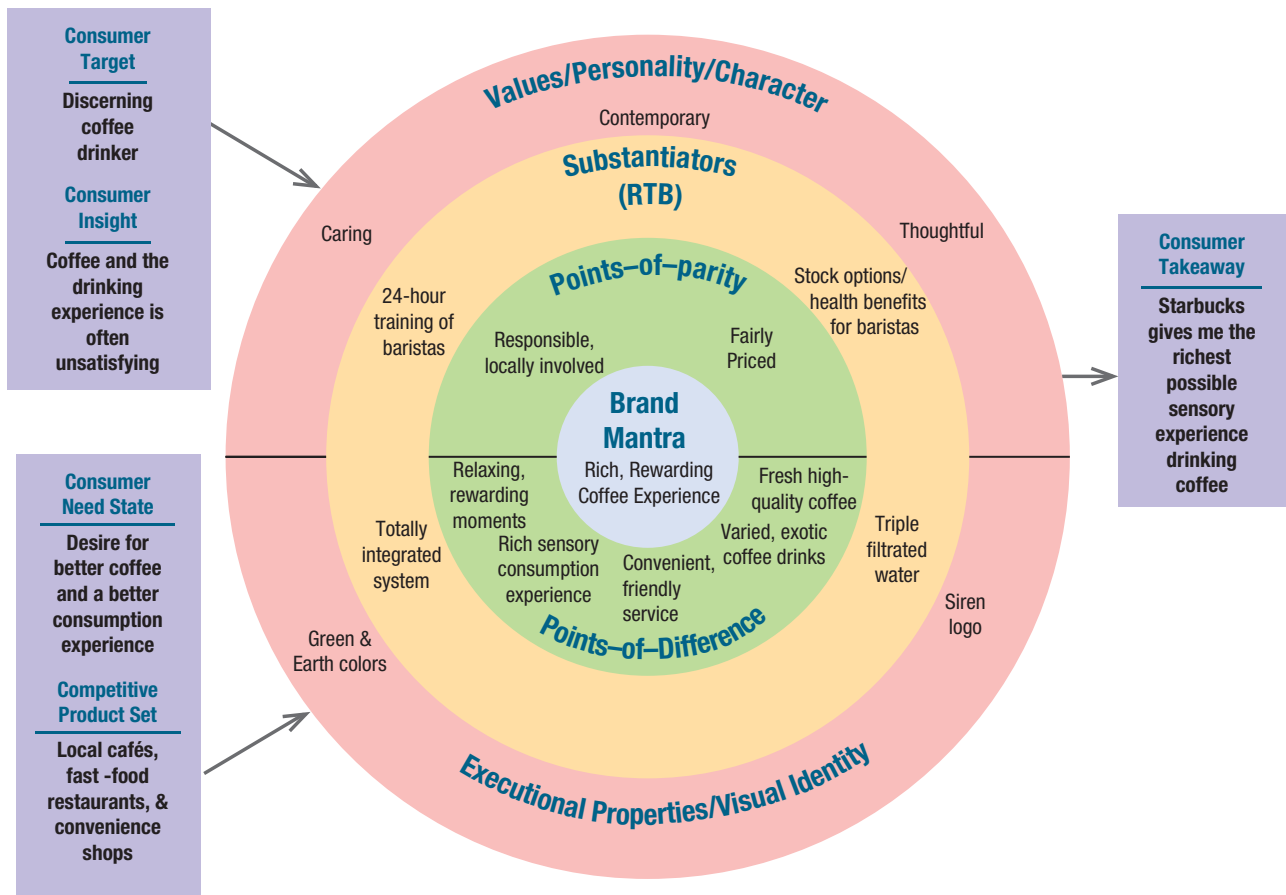 Consumer
Target
Discerning
coffee
drinker
Consumer
Insight
Coffee and the
drinking
experience is
often
unsatisfying
Consumer
Need State
Desire for
better coffee
and a better
consumption
experience
Competitive
Product Set
Local cafés,
fast -food
restaurants, &
convenience
shops
Values/Personality/Character
Contemporary
Caring
Thoughtful
Substantiators
(RTB)
24-hour
training of
baristas
Stock options/
health benefits
for baristas
Points–of–parity
Responsible,
locally involved
Fairly
Priced
Brand
Mantra
Rich, Rewarding
Coffee Experience
Relaxing,
rewarding
moments
Rich sensory
consumption
experience
Convenient,
friendly
service
Varied, exotic
coffee drinks
Fresh high-
quality coffee
Points–of–Difference
Totally
integrated
system
Triple
filtrated
water
Green &
Earth colors
Siren
logo
Executional Properties/Visual Identity
Consumer
Takeaway
Starbucks
gives me the
richest
possible
sensory
experience
drinking
coffee